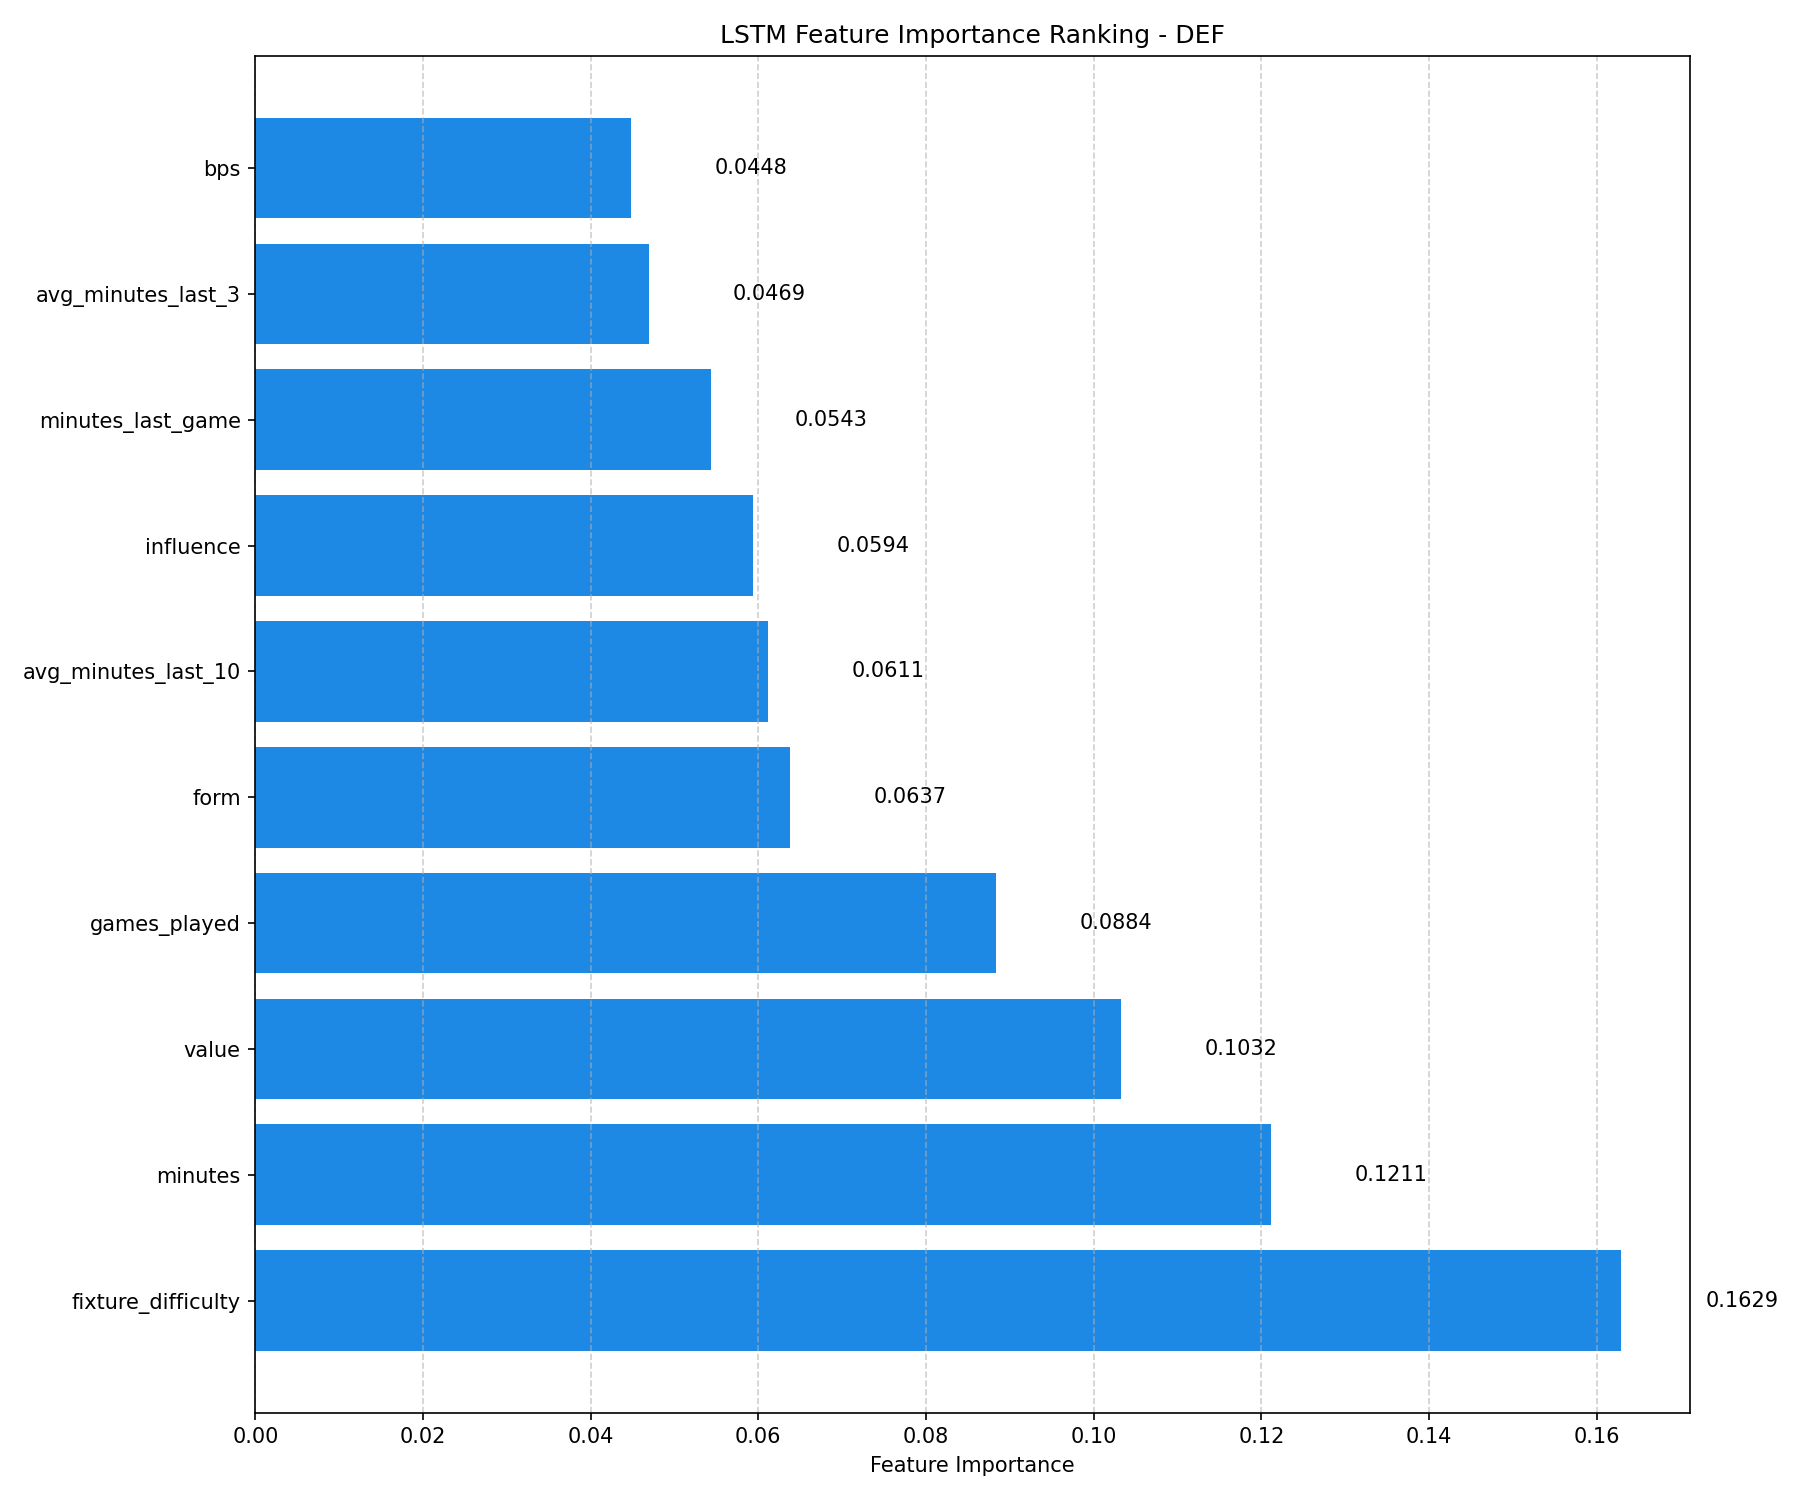 LSTM Feature Importance Ranking - DEF
bps 0.0448
avg_minutes_last_3 0.0469
minutes_last_game 0.0543
influence 0.0594
avg_minutes_last_10 0.0611
form 0.0637
games_played 0.0884
value 0.1032
minutes 0.1211
fixture_difficulty 0.1629
0.00 0.02 0.04 0.06 0.08 0.10 0.12 0.14 0.16
Feature Importance